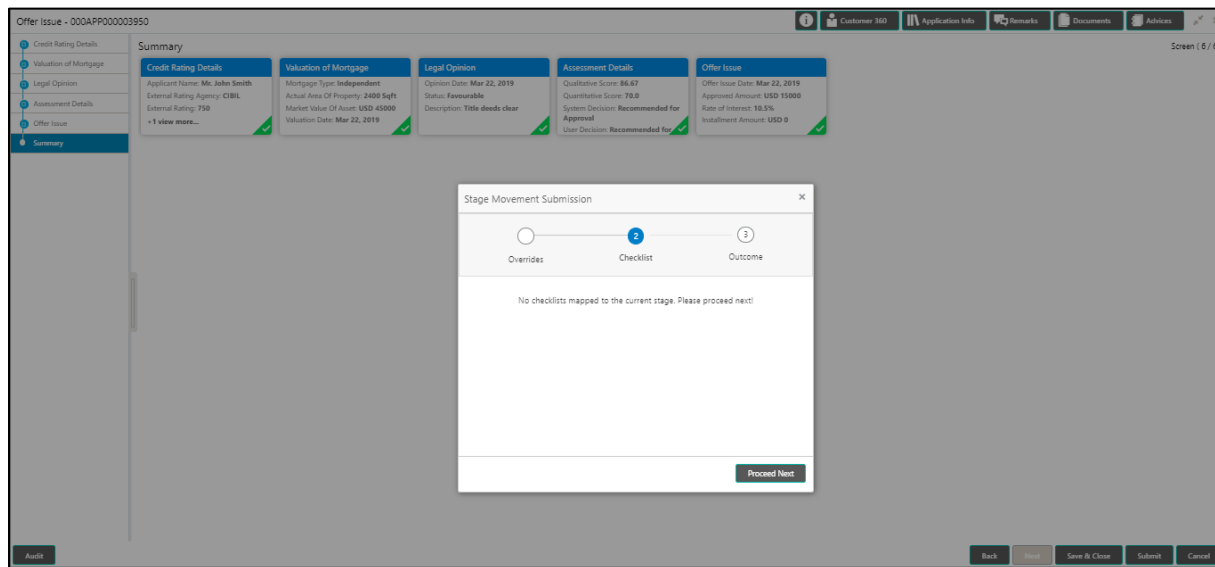 Offer Issue - 000APP000003950
Customer 360
Application Info
Remarks
Documents
Advices
Credit Rating Details
Valuation of Mortgage
Legal Opinion
Assessment Details
Offer Issue
Summary
Summary
Screen ( 6 / 6
Credit Rating Details
Applicant Name: Mr. John Smith
External Rating Agency: CIBIL
External Rating: 750
+1 view more...
Valuation of Mortgage
Mortgage Type: Independent
Actual Area Of Property: 2400 Sqft
Market Value Of Asset: USD 45000
Valuation Date: Mar 22, 2019
Legal Opinion
Opinion Date: Mar 22, 2019
Status: Favourable
Description: Title deeds clear
Assessment Details
Qualitative Score: 86.67
Quantitative Score: 70.0
System Decision: Recommended for
Approval
User Decision: Recommended for
Offer Issue
Offer Issue Date: Mar 22, 2019
Approved Amount: USD 15000
Rate of Interest: 10.5%
Installment Amount: USD 0
Stage Movement Submission
2
3
Overrides
Checklist
Outcome
No checklists mapped to the current stage. Please proceed next!
Proceed Next
Audit
Back
Next
Save & Close
Submit
Cancel